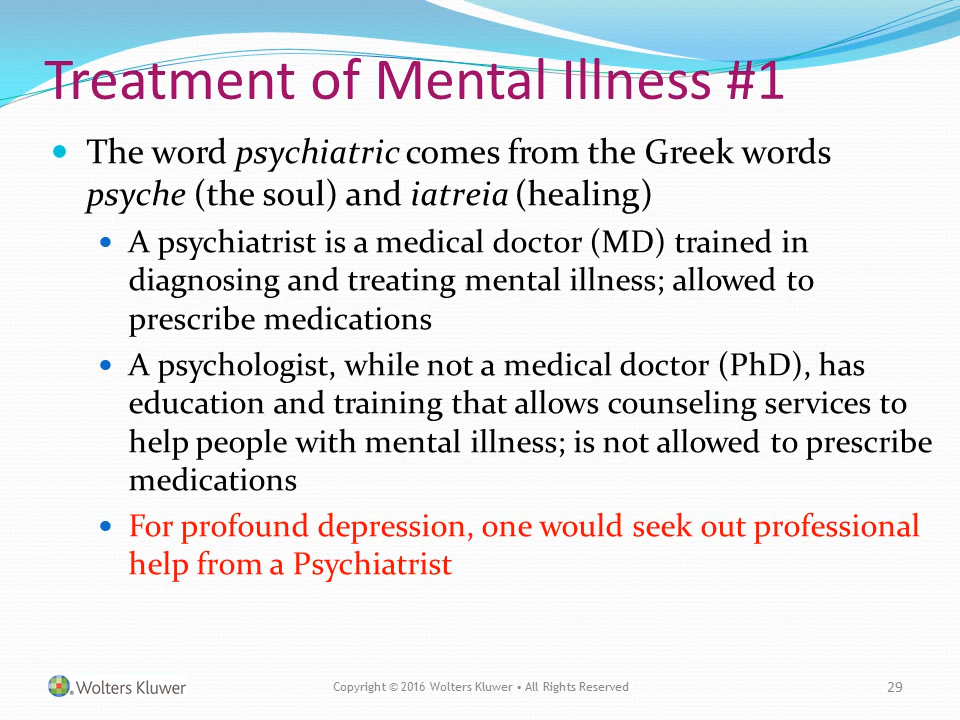 Treatment of Mental Illness #1
• The word psychiatric comes from the Greek words
psyche (the soul) and iatreia (healing)
• A psychiatrist is a medical doctor (MD) trained in
diagnosing and treating mental illness; allowed to
prescribe medications
• A psychologist, while not a medical doctor (PhD), has
education and training that allows counseling services to
help people with mental illness; is not allowed to prescribe
medications
• For profound depression, one would seek out professional
help from a Psychiatrist
Wolters Kluwer
Copyright © 2016 Wolters Kluwer • All Rights Reserved
29